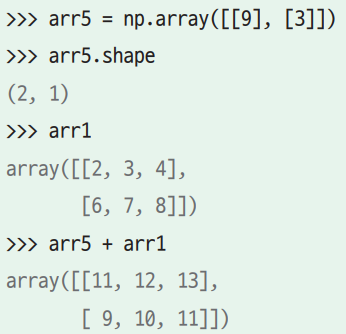 >>> arr5 = np.array([[9], [3]])
>>> arr5.shape
(2, 1)
>>> arr1
array([[2, 3, 4],
       [6, 7, 8]])
>>> arr5 + arr1
array([[11, 12, 13],
       [ 9, 10, 11]])